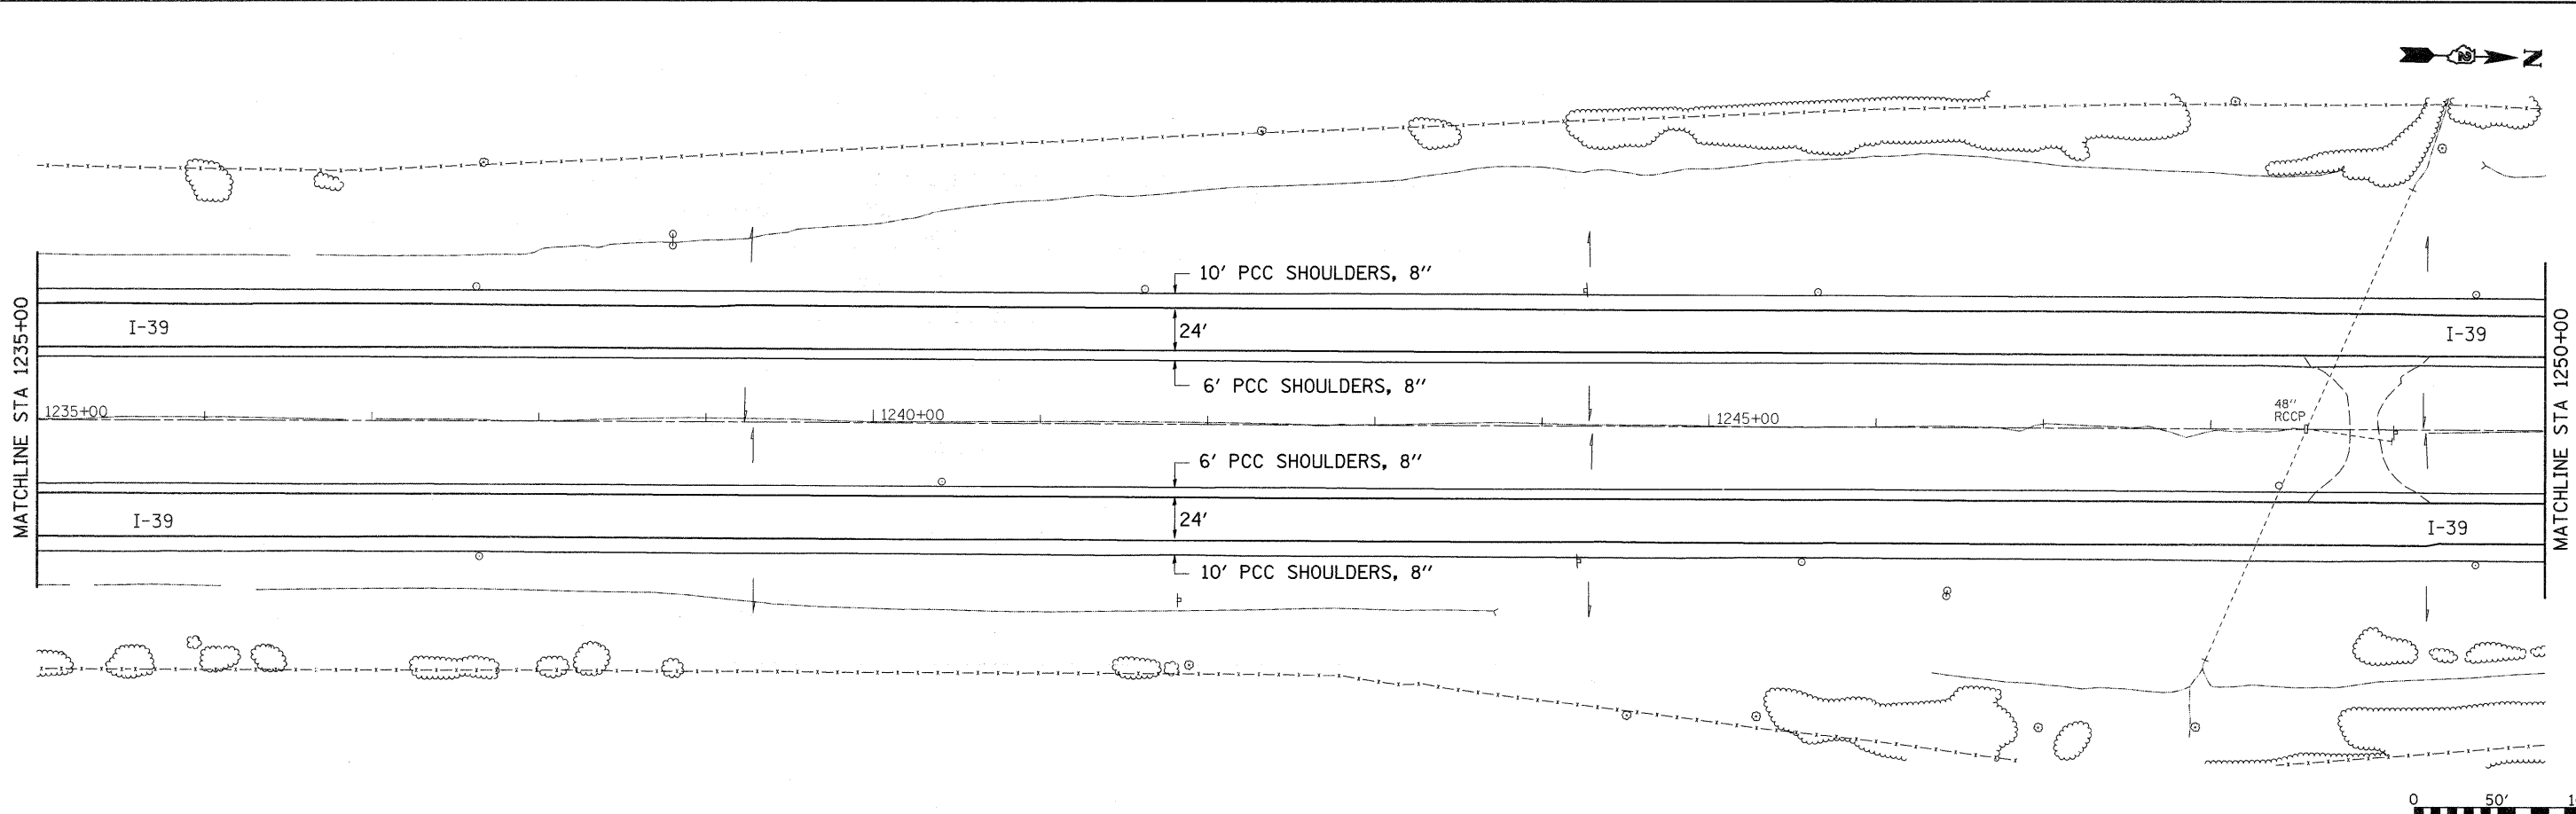 N
10' PCC SHOULDERS, 8"
I-39
24'
I-39
6' PCC SHOULDERS, 8"
MATCHLINE STA 1235+00
MATCHLINE STA 1250+00
1235+00
1240+00
1245+00
48"
RCCP
6' PCC SHOULDERS, 8"
I-39
24'
I-39
10' PCC SHOULDERS, 8"
0 50'